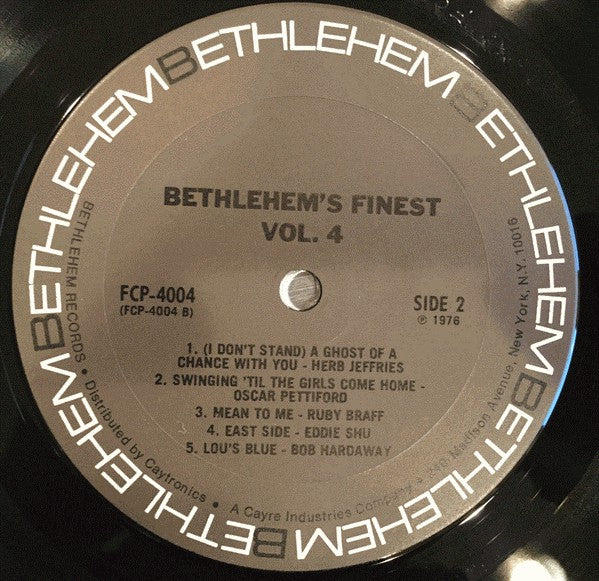 BETHLEHEM BETHLEHEM BETHLEHEM BETHLEHEM BETHLEHEM BETHLEHEM
BETHLEHEM'S FINEST
VOL. 4
FCP-4004
(FCP-4004 B)
SIDE 2
℗ 1976
1. (I DON'T STAND) A GHOST OF A
CHANCE WITH YOU - HERB JEFFRIES
2. SWINGING 'TIL THE GIRLS COME HOME -
OSCAR PETTIFORD
3. MEAN TO ME - RUBY BRAFF
4. EAST SIDE - EDDIE SHU
5. LOU'S BLUE - BOB HARDAWAY
BETHLEHEM RECORDS • Distributed by Caytronics • A Cayre Industries Company • 240 Madison Avenue, New York, N.Y. 10016